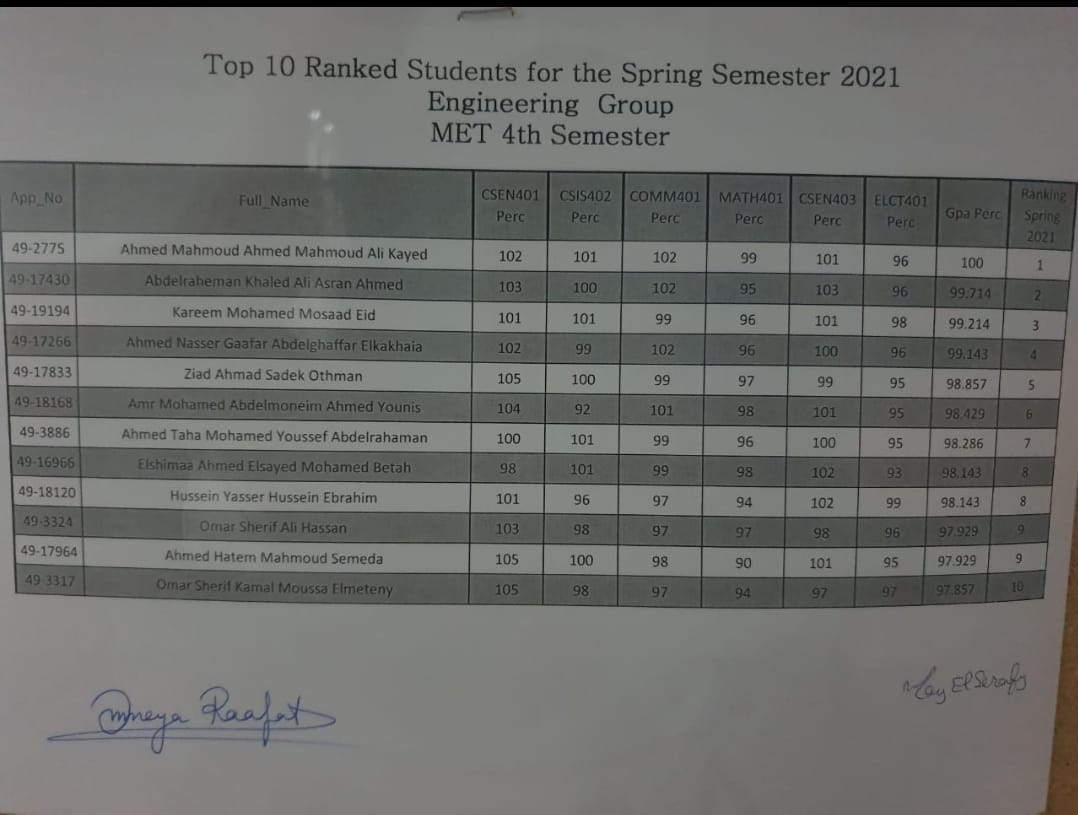 Top 10 Ranked Students for the Spring Semester 2021
Engineering Group
MET 4th Semester
App_No Full_Name CSEN401 Perc CSIS402 Perc COMM401 Perc MATH401 Perc CSEN403 Perc ELCT401 Perc Gpa Perc Ranking Spring 2021
49-2775 Ahmed Mahmoud Ahmed Mahmoud Ali Kayed 102 101 102 99 101 96 100 1
49-17430 Abdelraheman Khaled Ali Asran Ahmed 103 100 102 95 103 96 99.714 2
49-19194 Kareem Mohamed Mosaad Eid 101 101 99 96 101 98 99.214 3
49-17266 Ahmed Nasser Gaafar Abdelghaffar Elkakhaia 102 99 102 96 100 96 99.143 4
49-17833 Ziad Ahmad Sadek Othman 105 100 99 97 99 95 98.857 5
49-18168 Amr Mohamed Abdelmoneim Ahmed Younis 104 92 101 98 101 95 98.429 6
49-3886 Ahmed Taha Mohamed Youssef Abdelrahaman 100 101 99 96 100 95 98.286 7
49-16966 Elshimaa Ahmed Elsayed Mohamed Betah 98 101 99 98 102 93 98.143 8
49-18120 Hussein Yasser Hussein Ebrahim 101 96 97 94 102 99 98.143 8
49-3324 Omar Sherif Ali Hassan 103 98 97 97 98 96 97.929 9
49-17964 Ahmed Hatem Mahmoud Semeda 105 100 98 90 101 95 97.929 9
49-3317 Omar Sherif Kamal Moussa Elmeteny 105 98 97 94 97 97 97.857 10
May ElSerafy
Raafat